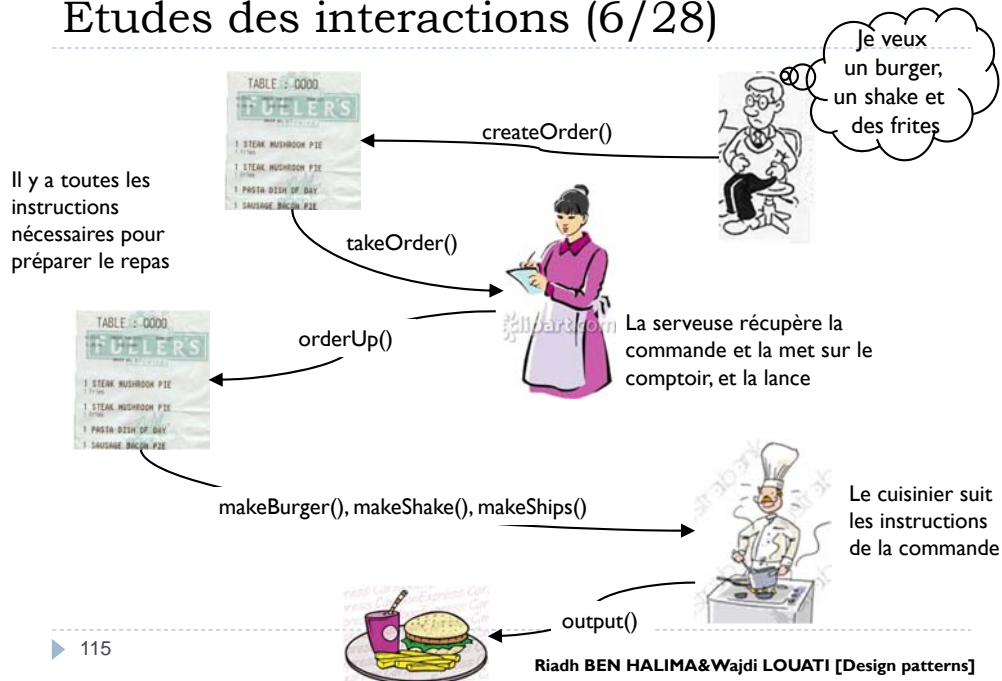 Etudes des interactions (6/28)
Je veux
un burger,
un shake et
des frites
TABLE : 0000
FULLERS
1 STEAK MUSHROOM PIE
1 STEAK MUSHROOM PIE
1 PASTA DISH OF DAY
1 SAUSAGE BACON PIE
createOrder()
Il y a toutes les
instructions
nécessaires pour
préparer le repas
takeOrder()
La serveuse récupère la
commande et la met sur le
comptoir, et la lance
orderUp()
TABLE : 0000
FULLERS
1 STEAK MUSHROOM PIE
1 STEAK MUSHROOM PIE
1 PASTA DISH OF DAY
1 SAUSAGE BACON PIE
makeBurger(), makeShake(), makeShips()
Le cuisinier suit
les instructions
de la commande
output()
115
Riadh BEN HALIMA&Wajdi LOUATI [Design patterns]